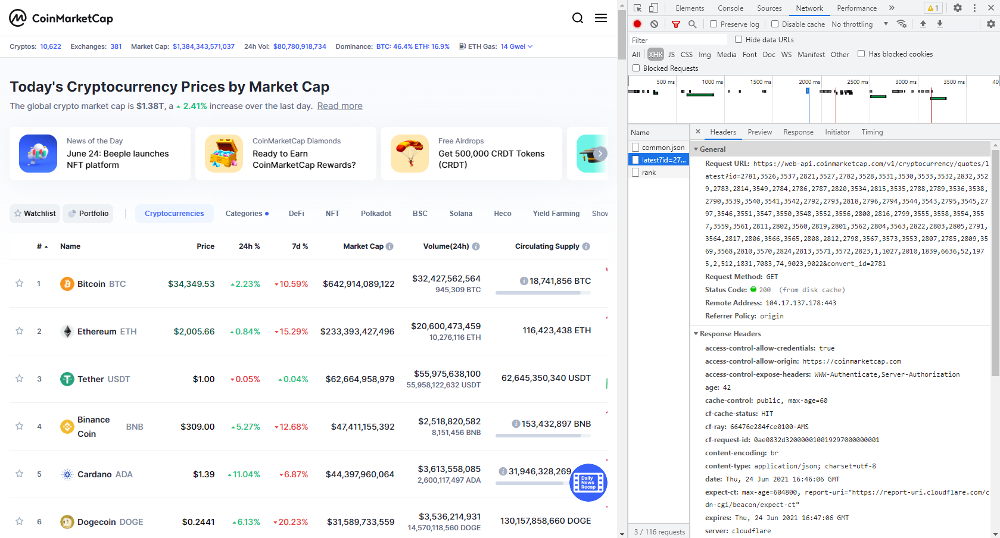 CoinMarketCap
Cryptos: 10,622 Exchanges: 381 Market Cap: $1,384,343,571,037 24h Vol: $80,780,918,734 Dominance: BTC: 46.4% ETH: 16.9% ETH Gas: 14 Gwei
Today's Cryptocurrency Prices by Market Cap
The global crypto market cap is $1.38T, a 2.41% increase over the last day. Read more
News of the Day
June 24: Beeple launches
NFT platform
CoinMarketCap Diamonds
Ready to Earn
CoinMarketCap Rewards?
Free Airdrops
Get 500,000 CRDT Tokens
(CRDT)
Watchlist Portfolio Cryptocurrencies Categories DeFi NFT Polkadot BSC Solana Heco Yield Farming Show
# Name Price 24h % 7d % Market Cap Volume(24h) Circulating Supply
1 Bitcoin BTC $34,349.53 2.23% 10.59% $642,914,089,122 $32,427,562,564 18,741,856 BTC
945,309 BTC
2 Ethereum ETH $2,005.66 0.84% 15.29% $233,393,427,496 $20,600,473,459 116,423,438 ETH
10,276,116 ETH
3 Tether USDT $1.00 0.05% 0.04% $62,664,958,979 $55,975,638,100 62,645,350,340 USDT
55,958,122,632 USDT
4 Binance Coin BNB $309.00 5.27% 12.68% $47,411,155,392 $2,518,820,582 153,432,897 BNB
8,151,456 BNB
5 Cardano ADA $1.39 11.04% 6.87% $44,397,960,064 $3,613,558,085 31,946,328,269
2,600,117,497 ADA
Daily
News
Recap
6 Dogecoin DOGE $0.2441 6.13% 20.23% $31,589,733,559 $3,536,214,931 130,157,858,660 DOGE
14,570,118,560 DOGE
Elements Console Sources Network Performance » 1
Preserve log Disable cache No throttling
Filter Hide data URLs
All XHR JS CSS Img Media Font Doc WS Manifest Other Has blocked cookies
Blocked Requests
500 ms 1000 ms 1500 ms 2000 ms 2500 ms 3000 ms 3500 ms 40
Name
common.json
latest?id=27...
rank
3 / 116 requests
Headers Preview Response Initiator Timing
General
Request URL: https://web-api.coinmarketcap.com/v1/cryptocurrency/quotes/l
atest?id=2781,3526,3537,2821,3527,2782,3528,3531,3530,3533,3532,2832,352
9,2783,2814,3549,2784,2786,2787,2820,3534,2815,3535,2788,2789,3536,3538,
2790,3539,3540,3541,3542,2792,2793,2818,2796,2794,3544,3543,2795,3545,27
97,3546,3551,3547,3550,3548,3552,3556,2800,2816,2799,3555,3558,3554,355
7,3559,3561,2811,2802,3560,2819,2801,3562,2804,3563,2822,2803,2805,2791,
3564,2817,2806,3566,3565,2808,2812,2798,3567,3573,3553,2807,2785,2809,35
69,3568,2810,3570,2824,2813,3571,3572,2823,1,1027,2010,1839,6636,52,197
5,2,512,1831,7083,74,9023,9022&convert_id=2781
Request Method: GET
Status Code: 200 (from disk cache)
Remote Address: 104.17.137.178:443
Referrer Policy: origin
Response Headers
access-control-allow-credentials: true
access-control-allow-origin: https://coinmarketcap.com
access-control-expose-headers: WWW-Authenticate,Server-Authorization
age: 42
cache-control: public, max-age=60
cf-cache-status: HIT
cf-ray: 66476e284fce0100-AMS
cf-request-id: 0ae0832d320000010019297000000001
content-encoding: br
content-type: application/json; charset=utf-8
date: Thu, 24 Jun 2021 16:46:06 GMT
expect-ct: max-age=604800, report-uri="https://report-uri.cloudflare.com/c
dn-cgi/beacon/expect-ct"
expires: Thu, 24 Jun 2021 16:47:06 GMT
server: cloudflare